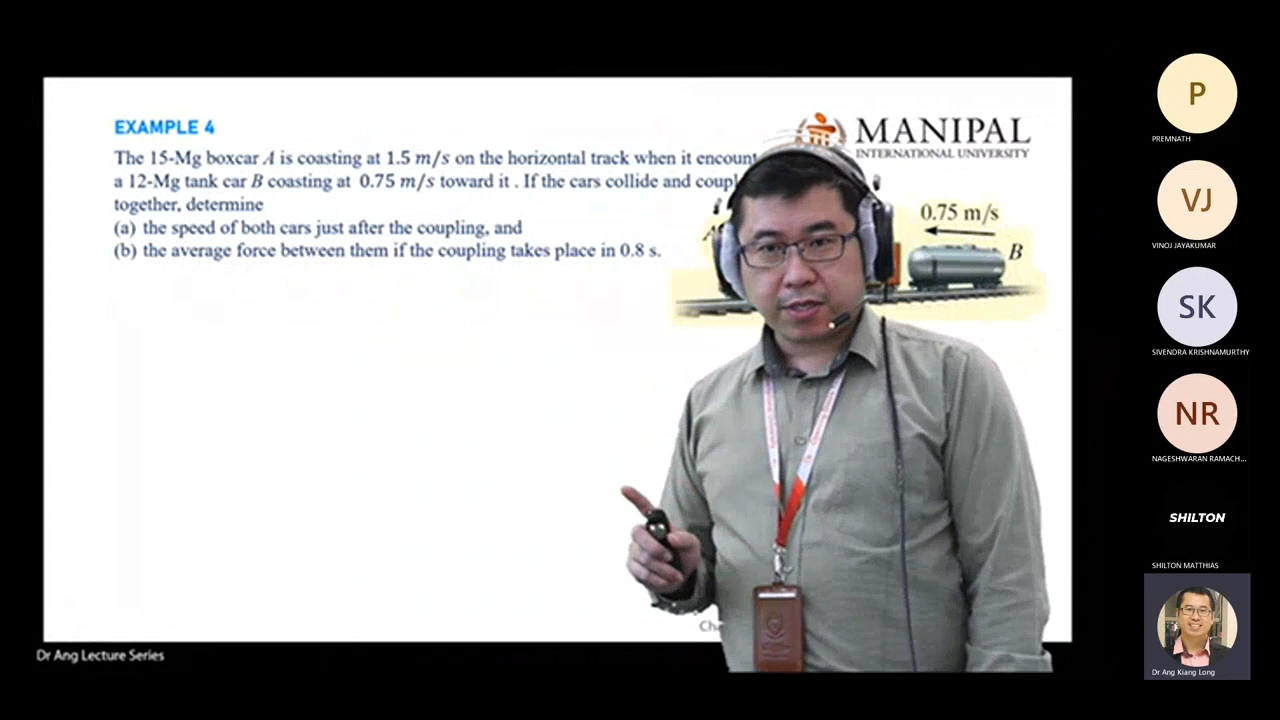 EXAMPLE 4
MANIPAL
INTERNATIONAL UNIVERSITY
The 15-Mg boxcar A is coasting at 1.5 m/s on the horizontal track when it
a 12-Mg tank car B coasting at 0.75 m/s toward it . If the cars collide and
together, determine
(a) the speed of both cars just after the coupling, and
(b) the average force between them if the coupling takes place in 0.8 s.
0.75 m/s
A
B
Dr Ang Lecture Series
P
PREMNATH
VJ
VINOJ JAYAKUMAR
SK
SIVENDRA KRISHNAMURTHY
NR
NAGESHWARAN RAMACH...
SHILTON
SHILTON MATTHIAS
Dr Ang Kiang Long